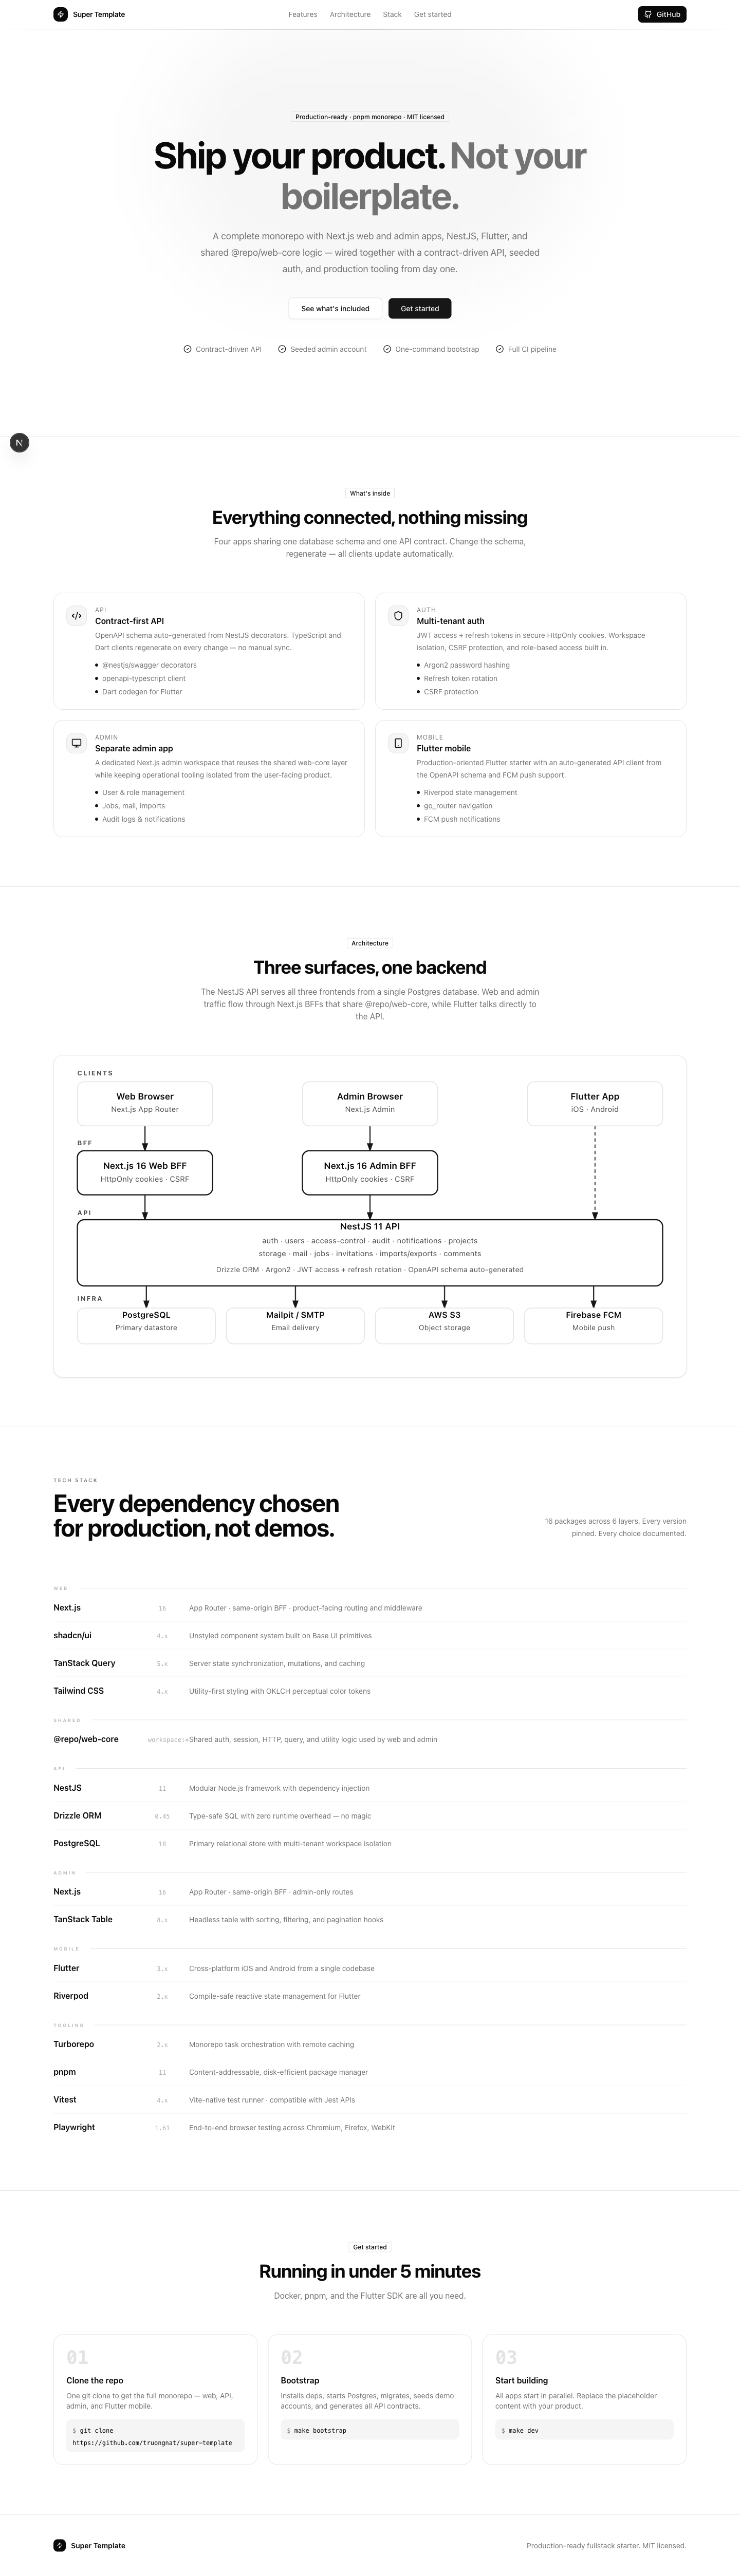 Super Template
Features
Architecture
Stack
Get started
GitHub
Production-ready · pnpm monorepo · MIT licensed
Ship your product. Not your
boilerplate.
A complete monorepo with Next.js web and admin apps, NestJS, Flutter, and
shared @repo/web-core logic — wired together with a contract-driven API, seeded
auth, and production tooling from day one.
See what's included
Get started
Contract-driven API
Seeded admin account
One-command bootstrap
Full CI pipeline
N
What's inside
Everything connected, nothing missing
Four apps sharing one database schema and one API contract. Change the schema,
regenerate — all clients update automatically.
API
Contract-first API
OpenAPI schema auto-generated from NestJS decorators. TypeScript and
Dart clients regenerate on every change — no manual sync.
@nestjs/swagger decorators
openapi-typescript client
Dart codegen for Flutter
AUTH
Multi-tenant auth
JWT access + refresh tokens in secure HttpOnly cookies. Workspace
isolation, CSRF protection, and role-based access built in.
Argon2 password hashing
Refresh token rotation
CSRF protection
ADMIN
Separate admin app
A dedicated Next.js admin workspace that reuses the shared web-core layer
while keeping operational tooling isolated from the user-facing product.
User & role management
Jobs, mail, imports
Audit logs & notifications
MOBILE
Flutter mobile
Production-oriented Flutter starter with an auto-generated API client from
the OpenAPI schema and FCM push support.
Riverpod state management
go_router navigation
FCM push notifications
Architecture
Three surfaces, one backend
The NestJS API serves all three frontends from a single Postgres database. Web and admin
traffic flow through Next.js BFFs that share @repo/web-core, while Flutter talks directly to
the API.
CLIENTS
Web Browser
Next.js App Router
Admin Browser
Next.js Admin
Flutter App
iOS · Android
BFF
Next.js 16 Web BFF
HttpOnly cookies · CSRF
Next.js 16 Admin BFF
HttpOnly cookies · CSRF
API
NestJS 11 API
auth · users · access-control · audit · notifications · projects
storage · mail · jobs · invitations · imports/exports · comments
Drizzle ORM · Argon2 · JWT access + refresh rotation · OpenAPI schema auto-generated
INFRA
PostgreSQL
Primary datastore
Mailpit / SMTP
Email delivery
AWS S3
Object storage
Firebase FCM
Mobile push
TECH STACK
Every dependency chosen
for production, not demos.
16 packages across 6 layers. Every version
pinned. Every choice documented.
WEB
Next.js 16 App Router · same-origin BFF · product-facing routing and middleware
shadcn/ui 4.x Unstyled component system built on Base UI primitives
TanStack Query 5.x Server state synchronization, mutations, and caching
Tailwind CSS 4.x Utility-first styling with OKLCH perceptual color tokens
SHARED
@repo/web-core workspace:* Shared auth, session, HTTP, query, and utility logic used by web and admin
API
NestJS 11 Modular Node.js framework with dependency injection
Drizzle ORM 0.45 Type-safe SQL with zero runtime overhead — no magic
PostgreSQL 18 Primary relational store with multi-tenant workspace isolation
ADMIN
Next.js 16 App Router · same-origin BFF · admin-only routes
TanStack Table 8.x Headless table with sorting, filtering, and pagination hooks
MOBILE
Flutter 3.x Cross-platform iOS and Android from a single codebase
Riverpod 2.x Compile-safe reactive state management for Flutter
TOOLING
Turborepo 2.x Monorepo task orchestration with remote caching
pnpm 11 Content-addressable, disk-efficient package manager
Vitest 4.x Vite-native test runner · compatible with Jest APIs
Playwright 1.61 End-to-end browser testing across Chromium, Firefox, WebKit
Get started
Running in under 5 minutes
Docker, pnpm, and the Flutter SDK are all you need.
01
Clone the repo
One git clone to get the full monorepo — web, API,
admin, and Flutter mobile.
$ git clone
https://github.com/truongnat/super-template
02
Bootstrap
Installs deps, starts Postgres, migrates, seeds demo
accounts, and generates all API contracts.
$ make bootstrap
03
Start building
All apps start in parallel. Replace the placeholder
content with your product.
$ make dev
Super Template
Production-ready fullstack starter. MIT licensed.